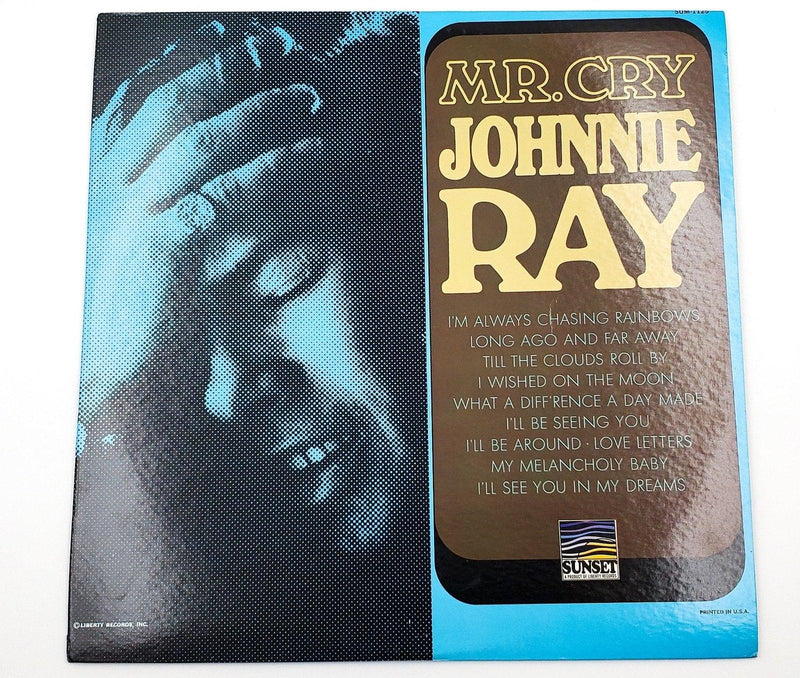 SUM-1125
MR. CRY
JOHNNIE
RAY
I'M ALWAYS CHASING RAINBOWS
LONG AGO AND FAR AWAY
TILL THE CLOUDS ROLL BY
I WISHED ON THE MOON
WHAT A DIFF'RENCE A DAY MADE
I'LL BE SEEING YOU
I'LL BE AROUND · LOVE LETTERS
MY MELANCHOLY BABY
I'LL SEE YOU IN MY DREAMS
SUNSET
A PRODUCT OF LIBERTY RECORDS
© LIBERTY RECORDS, INC.
PRINTED IN U.S.A.